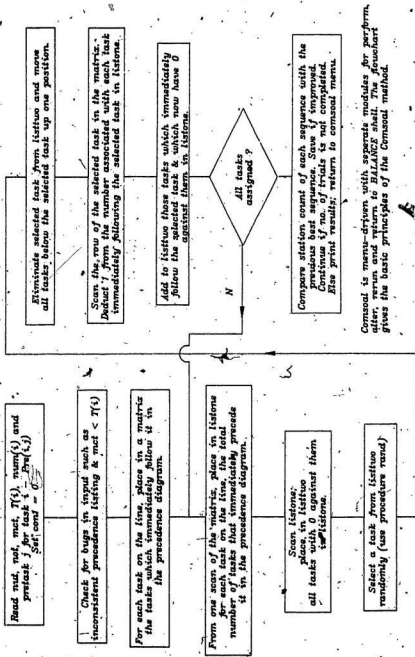 Read nut, not, mct, T(i), num(i) and
pretask j for task i - Pre(i,j)
Set conf = 0
Check for bugs in input such as
inconsistent precedence listing & mct < T(i)
For each task on the line, place in a matrix
the tasks which immediately follow it in
the precedence diagram.
From one scan of the matrix, place in listone
for each task on the line, the total
number of tasks that immediately precede
it in the precedence diagram.
Scan listone;
place in listtwo
all tasks with 0 against them
in listone.
Select a task from listtwo
randomly (use procedure rand)
Eliminate selected task from listtwo and move
all tasks below the selected task up one position.
Scan the row of the selected task in the matrix.
Deduct 1 from the number associated with each task
immediately following the selected task in listone.
Add to listtwo those tasks which immediately
follow the selected task & which now have 0
against them in listone.
All tasks
assigned ?
N
Compare station count of each sequence with the
previous best sequence. Save if improved.
Continue if no. of trials is not completed.
Else print results; return to comsoal menu.
Comsoal is menu-driven with seperate modules for perform,
alter, rerun and return to BALANCE shell. The flowchart
gives the basic principles of the Comsoal method.